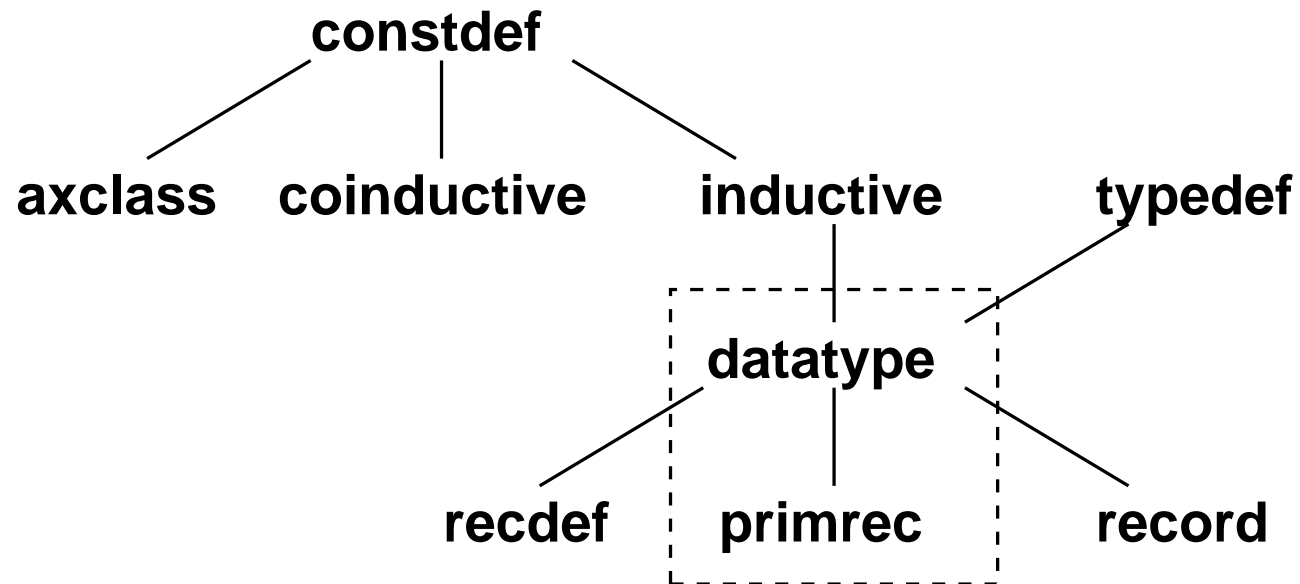 constdef
axclass coinductive inductive typedef
datatype
recdef primrec record